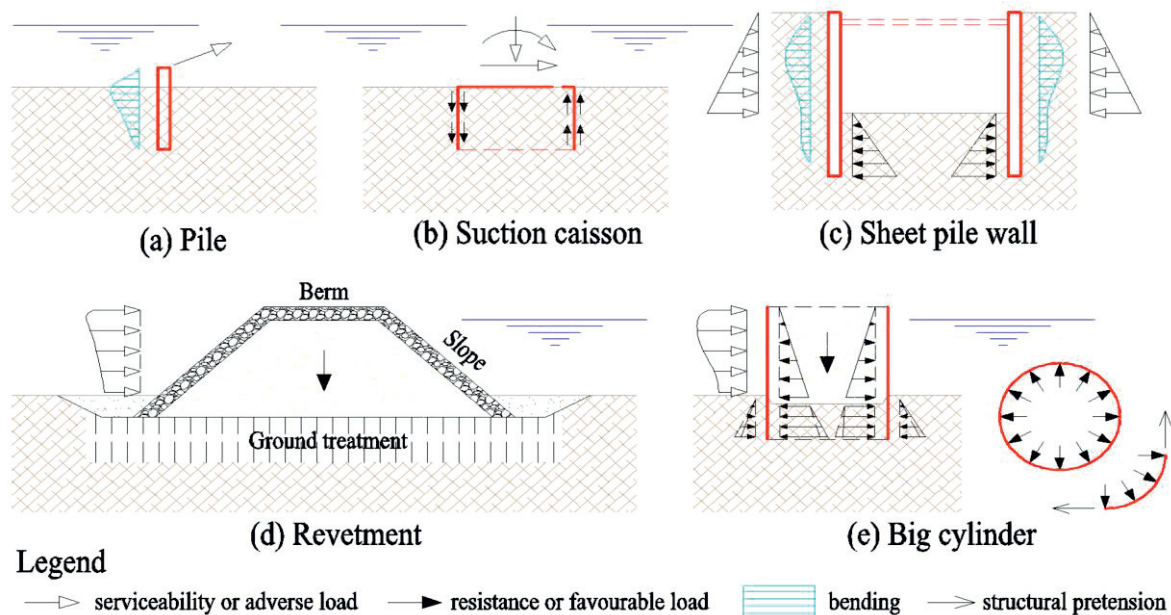 (a) Pile
(b) Suction caisson
(c) Sheet pile wall
Berm
Slope
Ground treatment
(d) Revetment
(e) Big cylinder
Legend
serviceability or adverse load
resistance or favourable load
bending
structural pretension